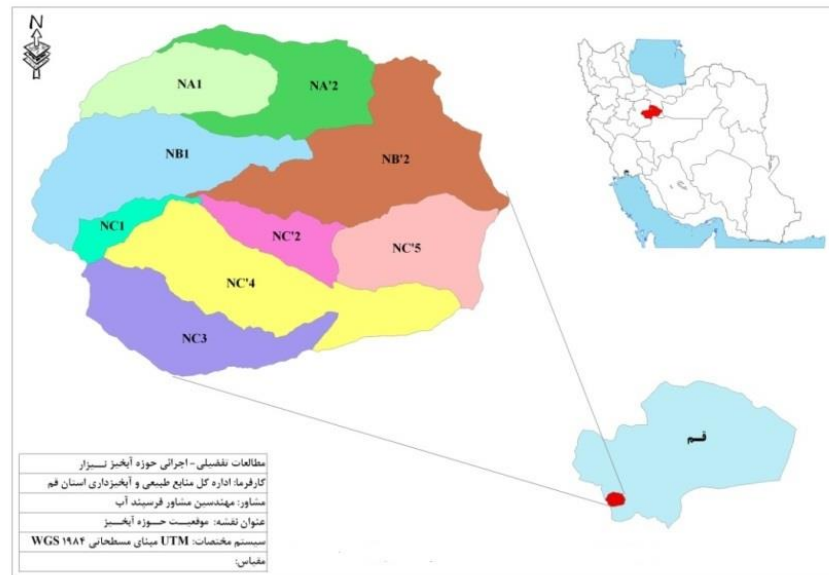 N
NA1
NA'2
NB1
NB'2
NC1
NC'2
NC'5
NC'4
NC3
قم
مطالعات تفضیلی - اجرائی حوزه آبخیز نیزار
کارفرما: اداره کل منابع طبیعی و آبخیزداری استان قم
مشاور: مهندسین مشاور فرسپند آب
عنوان نقشه: موقعیت حوزه آبخیز
سیستم مختصات: UTM مبنای مسطحاتی WGS ۱۹۸۴
مقیاس: